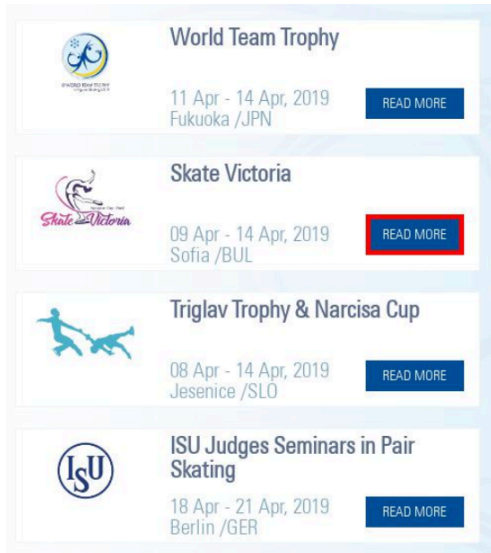 World Team Trophy
11 Apr - 14 Apr, 2019
Fukuoka /JPN
READ MORE
Skate Victoria
Skate Victoria
09 Apr - 14 Apr, 2019
Sofia /BUL
READ MORE
Triglav Trophy & Narcisa Cup
08 Apr - 14 Apr, 2019
Jesenice /SLO
READ MORE
ISU Judges Seminars in Pair
Skating
ISU
18 Apr - 21 Apr, 2019
Berlin /GER
READ MORE